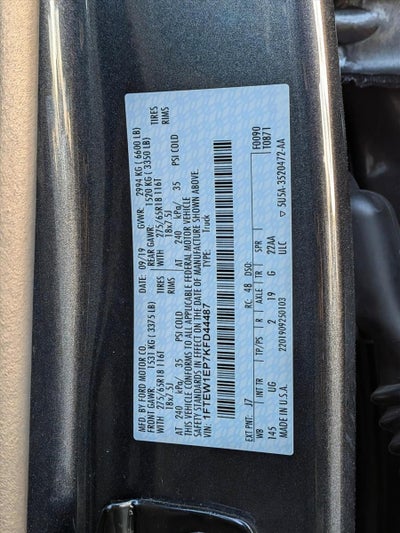 MFD. BY FORD MOTOR CO.
DATE: 09/19 GVWR: 2994 KG (6600 LB)
FRONT GAWR: 1531 KG (3375 LB) REAR GAWR: 1520 KG (3350 LB)
WITH 275/65R18 116T TIRES WITH 275/65R18 116T TIRES
18x7.5J RIMS 18x7.5J RIMS
AT 240 kPa/ 35 PSI COLD AT 240 kPa/ 35 PSI COLD
THIS VEHICLE CONFORMS TO ALL APPLICABLE FEDERAL MOTOR VEHICLE
SAFETY STANDARDS IN EFFECT ON THE DATE OF MANUFACTURE SHOWN ABOVE.
VIN: 1FTEW1EP7KFD44487
TYPE: Truck
F0090
T0871
EXT PNT: J7 RC: 48 DSO:
WB INT TR TP/PS R AXLE TR SPR
145 UG 2 19 G 22AA
2201909250103 ULC
MADE IN U.S.A. ▽ 5U5A-3520472-AA